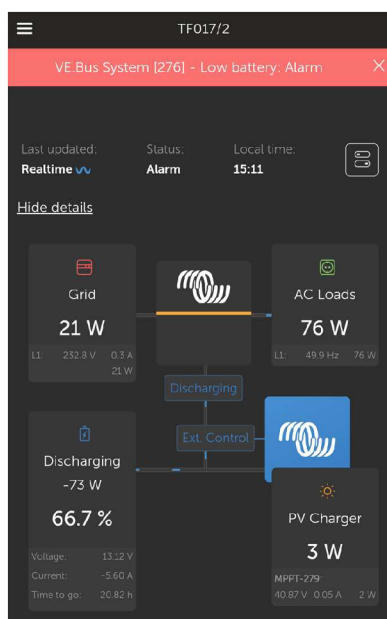 TF017/2
VE.Bus System [276] - Low battery: Alarm
Last updated: Status: Local time:
Realtime Alarm 15:11
Hide details
Grid
21 W
L1: 232.8 V 0.3 A
21 W
AC Loads
76 W
L1: 49.9 Hz 76 W
Discharging
Ext. Control
Discharging
-73 W
66.7 %
Voltage: 13.12 V
Current: -5.60 A
Time to go: 20.82 h
PV Charger
3 W
MPPT-279
40.87 V 0.05 A 2 W